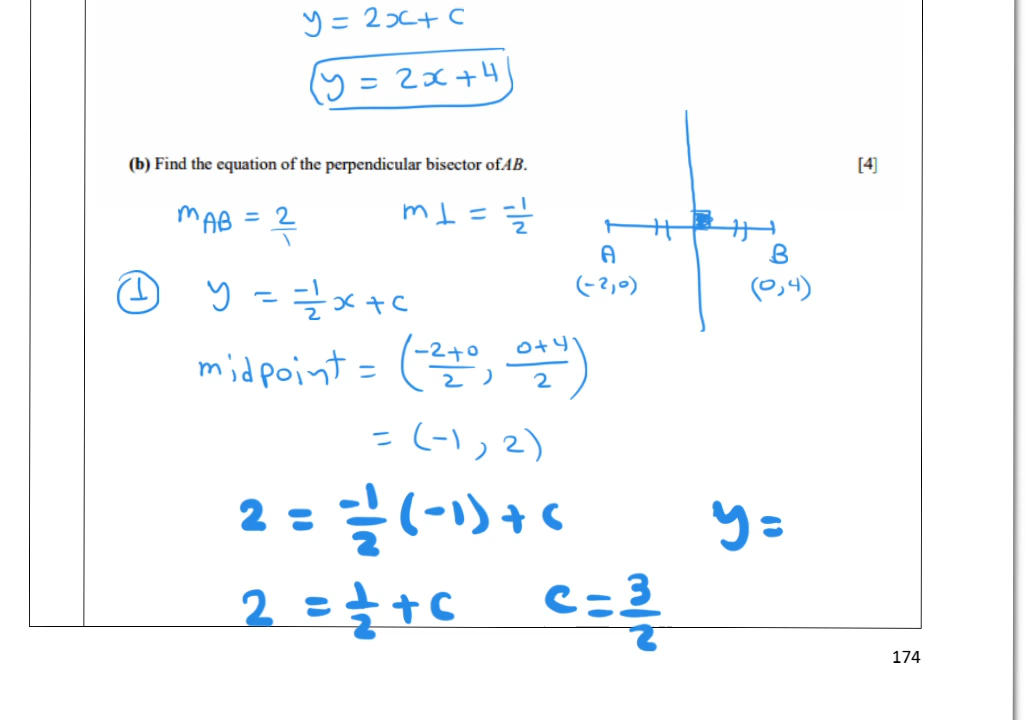 y = 2x + c
y = 2x + 4
(b) Find the equation of the perpendicular bisector of AB. [4]
m AB = 2/1 m ⊥ = -1/2
A B
(-2,0) (0,4)
① y = -1/2 x + c
midpoint = (-2+0/2, 0+4/2)
= (-1, 2)
2 = -1/2 (-1) + c y =
2 = 1/2 + c c = 3/2
174